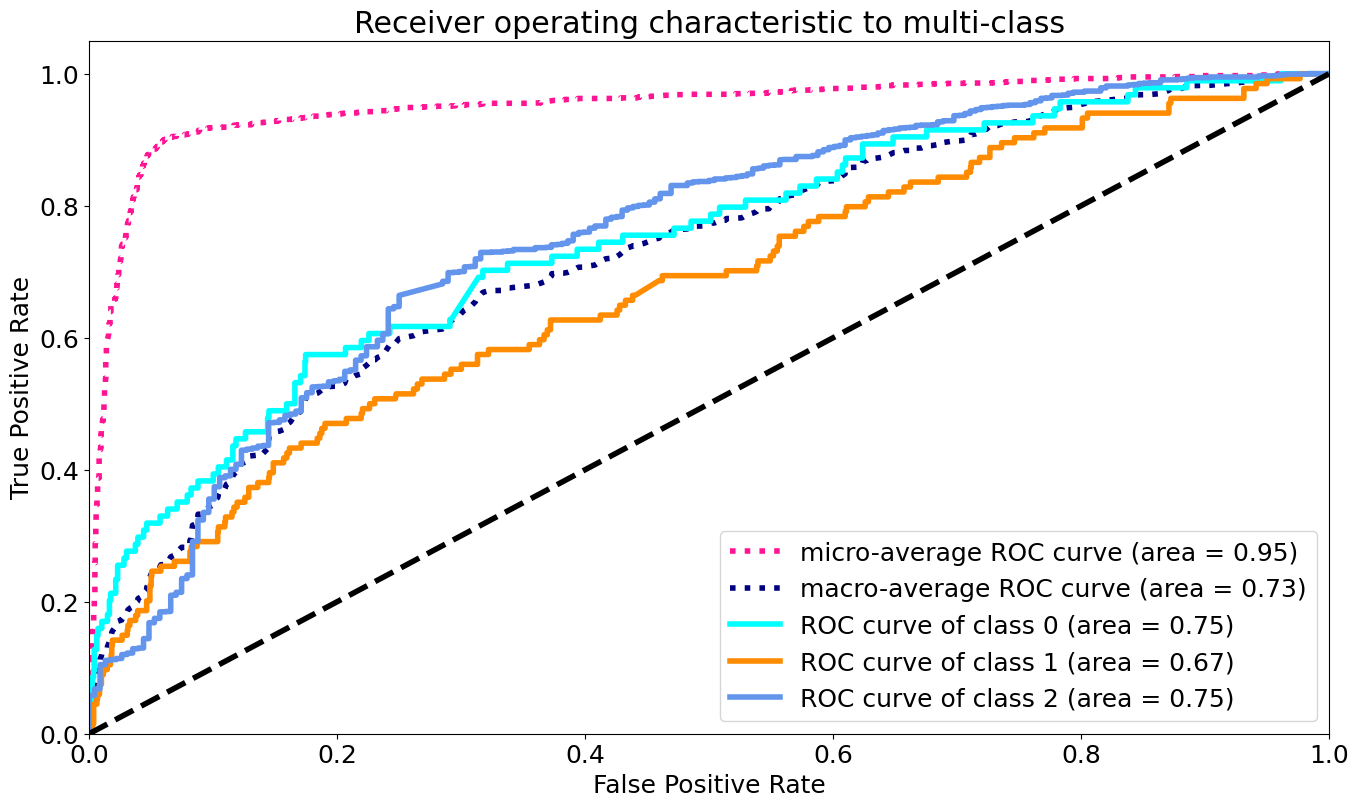 Receiver operating characteristic to multi-class
True Positive Rate
1.0
0.8
0.6
0.4
0.2
0.0
micro-average ROC curve (area = 0.95)
macro-average ROC curve (area = 0.73)
ROC curve of class 0 (area = 0.75)
ROC curve of class 1 (area = 0.67)
ROC curve of class 2 (area = 0.75)
0.0 0.2 0.4 0.6 0.8 1.0
False Positive Rate